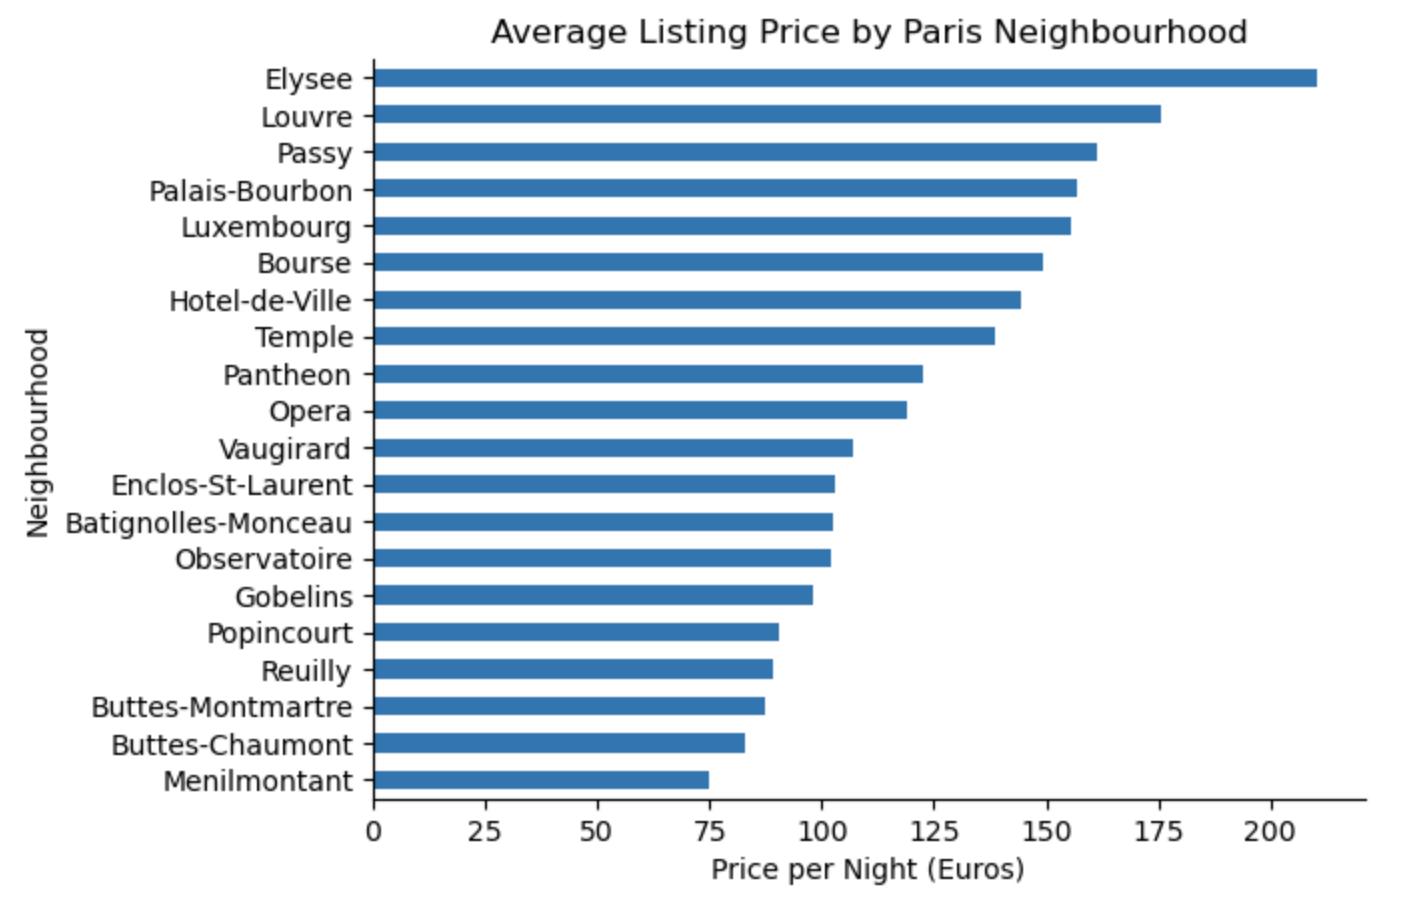 Average Listing Price by Paris Neighbourhood
Neighbourhood
Elysee
Louvre
Passy
Palais-Bourbon
Luxembourg
Bourse
Hotel-de-Ville
Temple
Pantheon
Opera
Vaugirard
Enclos-St-Laurent
Batignolles-Monceau
Observatoire
Gobelins
Popincourt
Reuilly
Buttes-Montmartre
Buttes-Chaumont
Menilmontant
0 25 50 75 100 125 150 175 200
Price per Night (Euros)